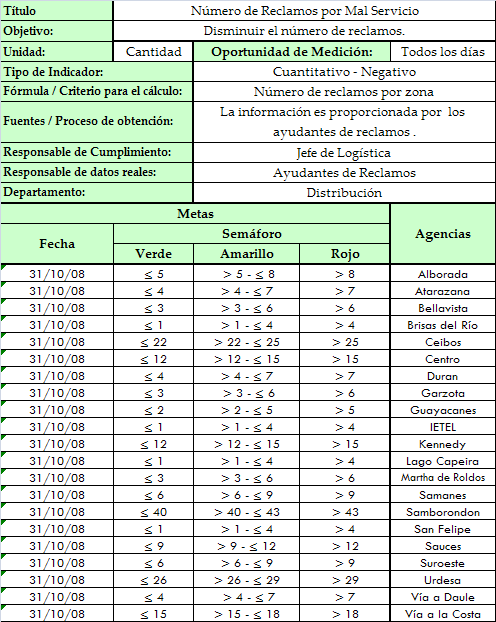 Título Número de Reclamos por Mal Servicio
Objetivo: Disminuir el número de reclamos.
Unidad: Cantidad Oportunidad de Medición: Todos los días
Tipo de Indicador: Cuantitativo - Negativo
Fórmula / Criterio para el cálculo: Número de reclamos por zona
Fuentes / Proceso de obtención: La información es proporcionada por los
ayudantes de reclamos .
Responsable de Cumplimiento: Jefe de Logística
Responsable de datos reales: Ayudantes de Reclamos
Departamento: Distribución
Metas
Fecha Semáforo Agencias
Verde Amarillo Rojo
31/10/08 ≤ 5 > 5 - ≤ 8 > 8 Alborada
31/10/08 ≤ 4 > 4 - ≤ 7 > 7 Atarazana
31/10/08 ≤ 3 > 3 - ≤ 6 > 6 Bellavista
31/10/08 ≤ 1 > 1 - ≤ 4 > 4 Brisas del Río
31/10/08 ≤ 22 > 22 - ≤ 25 > 25 Ceibos
31/10/08 ≤ 12 > 12 - ≤ 15 > 15 Centro
31/10/08 ≤ 4 > 4 - ≤ 7 > 7 Duran
31/10/08 ≤ 3 > 3 - ≤ 6 > 6 Garzota
31/10/08 ≤ 2 > 2 - ≤ 5 > 5 Guayacanes
31/10/08 ≤ 1 > 1 - ≤ 4 > 4 IETEL
31/10/08 ≤ 12 > 12 - ≤ 15 > 15 Kennedy
31/10/08 ≤ 1 > 1 - ≤ 4 > 4 Lago Capeira
31/10/08 ≤ 3 > 3 - ≤ 6 > 6 Martha de Roldos
31/10/08 ≤ 6 > 6 - ≤ 9 > 9 Samanes
31/10/08 ≤ 40 > 40 - ≤ 43 > 43 Samborondon
31/10/08 ≤ 1 > 1 - ≤ 4 > 4 San Felipe
31/10/08 ≤ 9 > 9 - ≤ 12 > 12 Sauces
31/10/08 ≤ 6 > 6 - ≤ 9 > 9 Suroeste
31/10/08 ≤ 26 > 26 - ≤ 29 > 29 Urdesa
31/10/08 ≤ 4 > 4 - ≤ 7 > 7 Vía a Daule
31/10/08 ≤ 15 > 15 - ≤ 18 > 18 Vía a la Costa